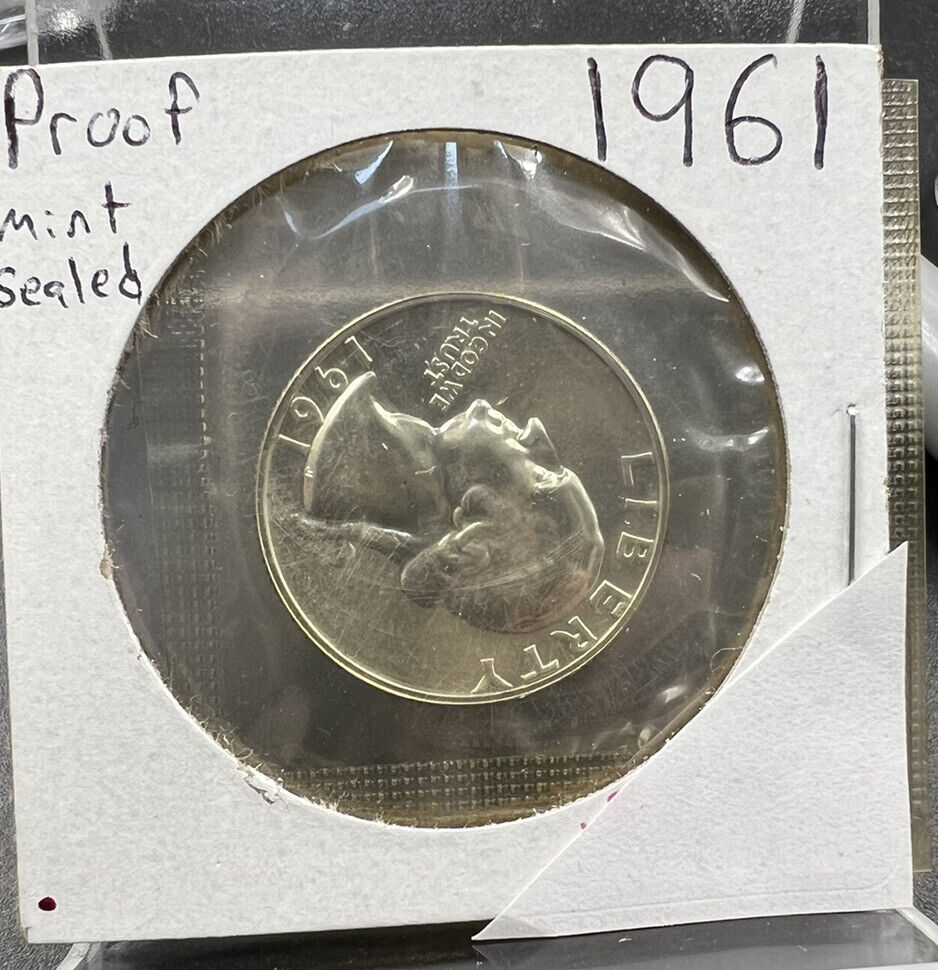 Proof
1961
Mint
Sealed
IN GOD WE
TRUST
1961
LIBERTY